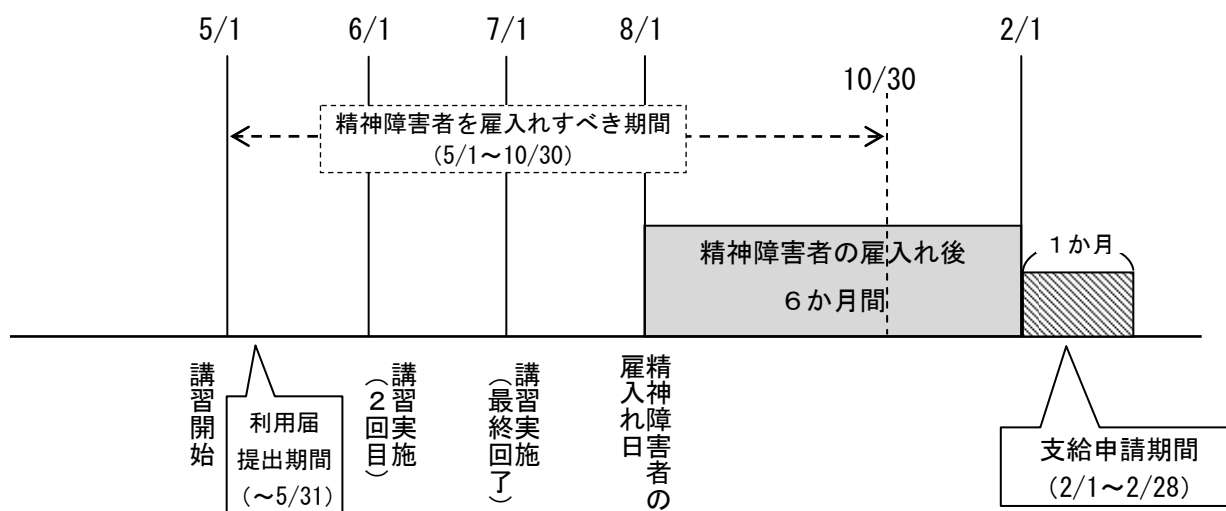 5/1
6/1
7/1
8/1
2/1
10/30
精神障害者を雇入れすべき期間
(5/1～10/30)
精神障害者の雇入れ後
６か月間
１か月
講習開始
利用届
提出期間
(～5/31)
講習実施
（２回目）
講習実施
（最終回了）
精神障害者の
雇入れ日
支給申請期間
(2/1～2/28)